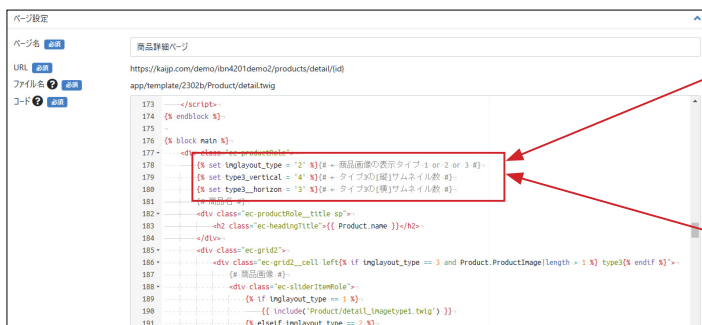 ページ設定
ページ名 必須 商品詳細ページ
URL 必須 https://kaijp.com/demo/ibn4201demo2/products/detail/{id}
ファイル名 ? 必須 app/template/2302b/Product/detail.twig
コード ? 必須
173 </script>
174 {% endblock %}
175
176 {% block main %}
177 <div class="ec-productRole">
178 {% set imglayout_type = '2' %}{# ← 商品画像の表示タイプ 1 or 2 or 3 #}
179 {% set type3_vertical = '4' %}{# ← タイプ3の[縦]サムネイル数 #}
180 {% set type3__horizon = '3' %}{# ← タイプ3の[横]サムネイル数 #}
181 {# 商品名 #}
182 <div class="ec-productRole__title sp">
183 <h2 class="ec-headingTitle">{{ Product.name }}</h2>
184 </div>
185 <div class="ec-grid2">
186 <div class="ec-grid2__cell left{% if imglayout_type == 3 and Product.ProductImage|length > 1 %} type3{% endif %}">
187 {# 商品画像 #}
188 <div class="ec-sliderItemRole">
189 {% if imglayout_type == 1 %}
190 {{ include('Product/detail_imagetype1.twig') }}
191 {% elseif imglayout_type == 2 %}